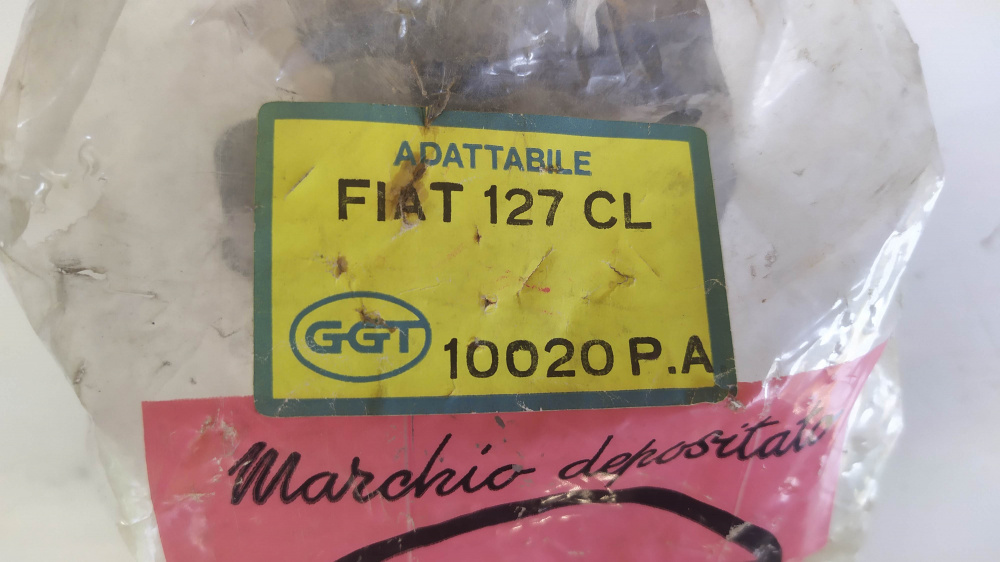 ADATTABILE
FIAT 127 CL
GGT
10020 P.A
Marchio depositato